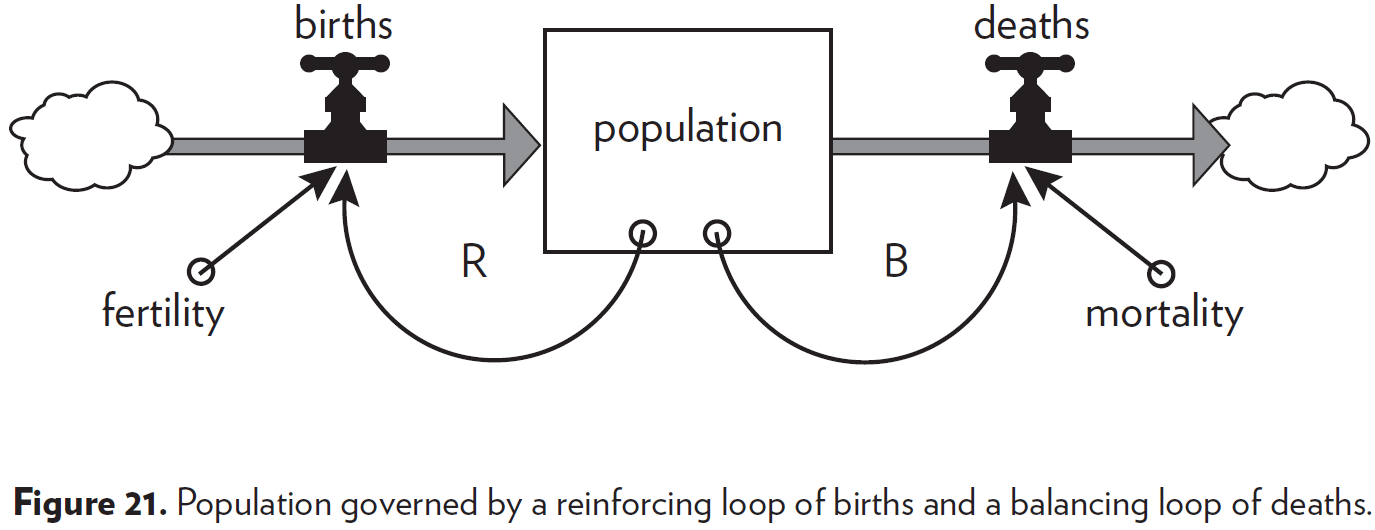 births
deaths
population
R
B
fertility
mortality
Figure 21. Population governed by a reinforcing loop of births and a balancing loop of deaths.